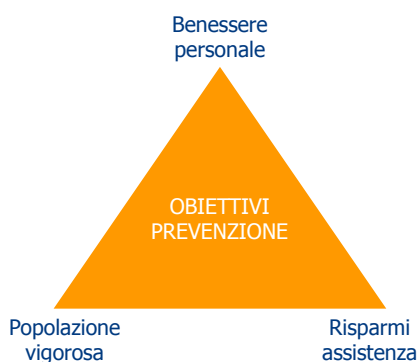 Benessere
personale
OBIETTIVI
PREVENZIONE
Popolazione
vigorosa
Risparmi
assistenza